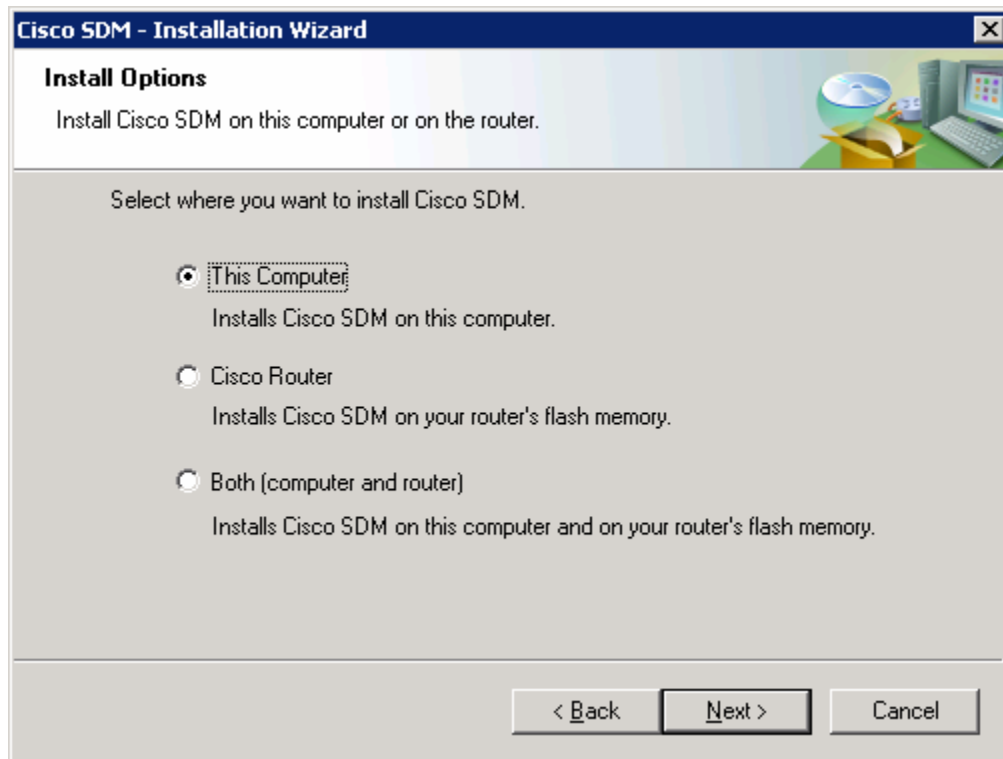 Cisco SDM - Installation Wizard
Install Options
Install Cisco SDM on this computer or on the router.
Select where you want to install Cisco SDM.
This Computer
Installs Cisco SDM on this computer.
Cisco Router
Installs Cisco SDM on your router's flash memory.
Both (computer and router)
Installs Cisco SDM on this computer and on your router's flash memory.
< Back
Next >
Cancel